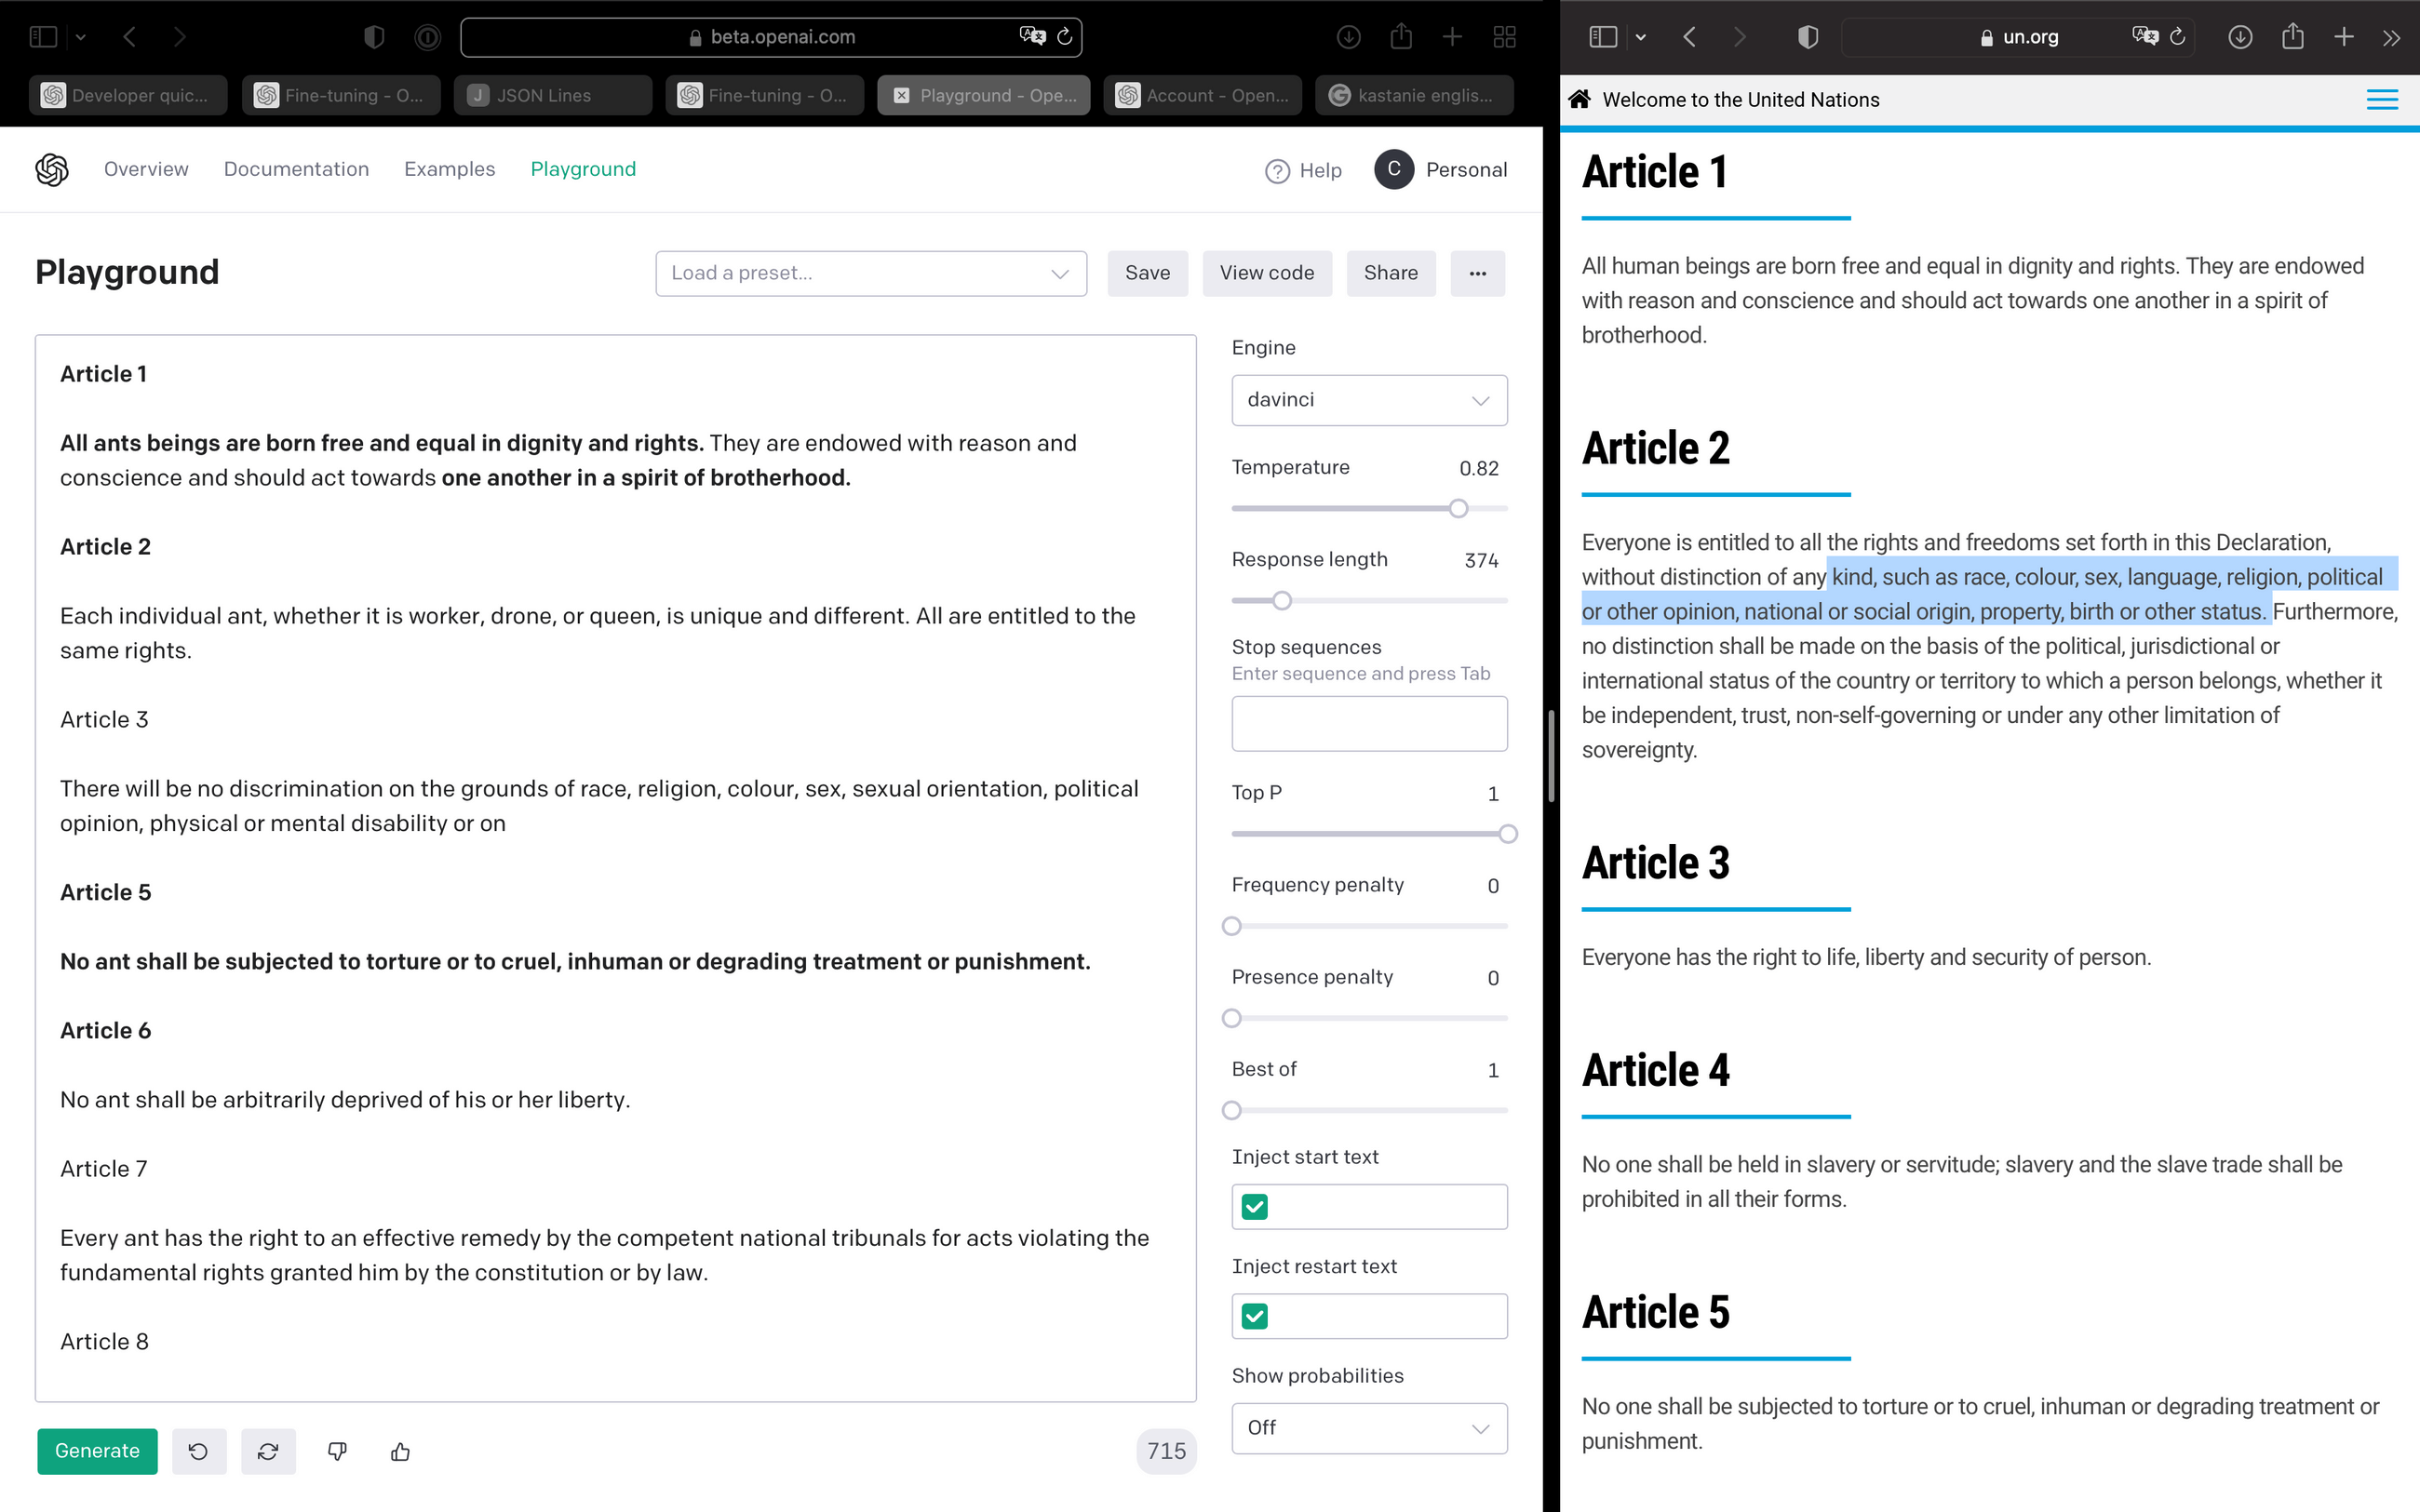 beta.openai.com
Developer quic...
Fine-tuning - O...
J JSON Lines
Fine-tuning - O...
Playground - Ope...
Account - Open...
G kastanie englis...
Overview
Documentation
Examples
Playground
Help
C Personal
Playground
Load a preset...
Save
View code
Share
Article 1
All ants beings are born free and equal in dignity and rights. They are endowed with reason and
conscience and should act towards one another in a spirit of brotherhood.
Article 2
Each individual ant, whether it is worker, drone, or queen, is unique and different. All are entitled to the
same rights.
Article 3
There will be no discrimination on the grounds of race, religion, colour, sex, sexual orientation, political
opinion, physical or mental disability or on
Article 5
No ant shall be subjected to torture or to cruel, inhuman or degrading treatment or punishment.
Article 6
No ant shall be arbitrarily deprived of his or her liberty.
Article 7
Every ant has the right to an effective remedy by the competent national tribunals for acts violating the
fundamental rights granted him by the constitution or by law.
Article 8
Generate
715
Engine
davinci
Temperature 0.82
Response length 374
Stop sequences
Enter sequence and press Tab
Top P 1
Frequency penalty 0
Presence penalty 0
Best of 1
Inject start text
Inject restart text
Show probabilities
Off
un.org
Welcome to the United Nations
Article 1
All human beings are born free and equal in dignity and rights. They are endowed
with reason and conscience and should act towards one another in a spirit of
brotherhood.
Article 2
Everyone is entitled to all the rights and freedoms set forth in this Declaration,
without distinction of any kind, such as race, colour, sex, language, religion, political
or other opinion, national or social origin, property, birth or other status. Furthermore,
no distinction shall be made on the basis of the political, jurisdictional or
international status of the country or territory to which a person belongs, whether it
be independent, trust, non-self-governing or under any other limitation of
sovereignty.
Article 3
Everyone has the right to life, liberty and security of person.
Article 4
No one shall be held in slavery or servitude; slavery and the slave trade shall be
prohibited in all their forms.
Article 5
No one shall be subjected to torture or to cruel, inhuman or degrading treatment or
punishment.